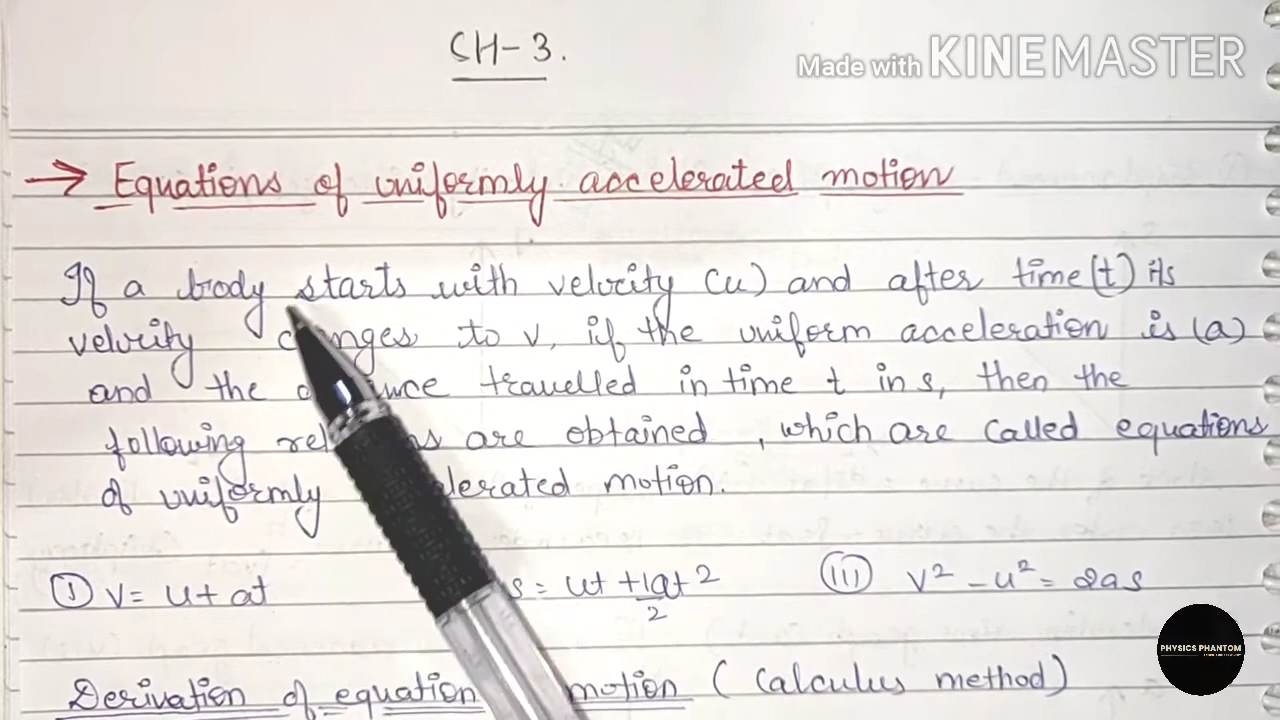 CH-3.
Made with KINEMASTER
→ Equations of uniformly accelerated motion
If a body starts with velocity (u) and after time (t) its
velocity changes to v, if the uniform acceleration is (a)
and the travelled in time t in s, then the
following are obtained, which are called equations
of uniformly motion.
(I) v = u + at s = ut + 1/2 at² (III) v² - u² = 2as
PHYSICS PHANTOM
Derivation of equation motion (Calculus method)